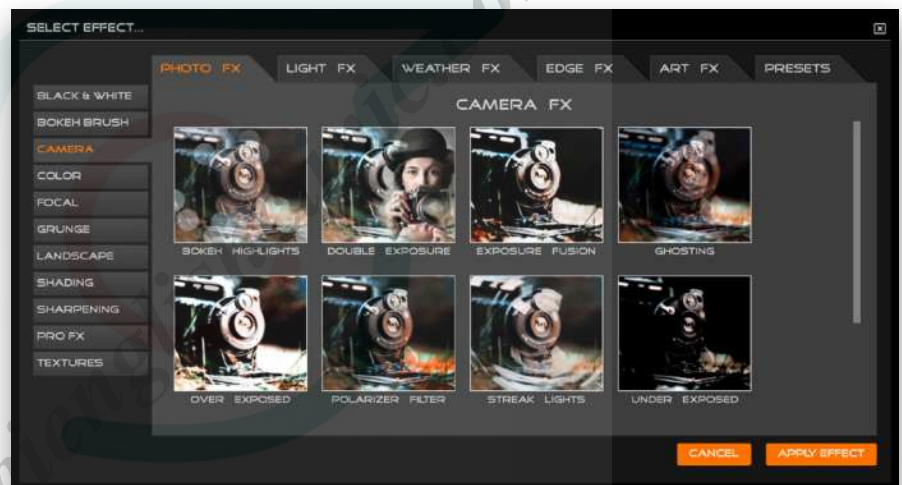 SELECT EFFECT...
PHOTO FX LIGHT FX WEATHER FX EDGE FX ART FX PRESETS
BLACK & WHITE
BOKEH BRUSH
CAMERA
COLOR
FOCAL
GRUNGE
LANDSCAPE
SHADING
SHARPENING
PRO FX
TEXTURES
CAMERA FX
BOKEH HIGHLIGHTS DOUBLE EXPOSURE EXPOSURE FUSION GHOSTING
OVER EXPOSED POLARIZER FILTER STREAK LIGHTS UNDER EXPOSED
CANCEL APPLY EFFECT